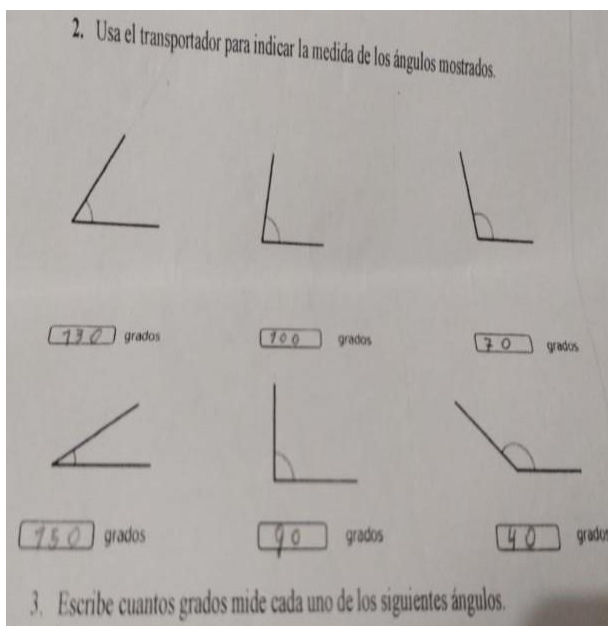 2. Usa el transportador para indicar la medida de los ángulos mostrados.
130 grados 100 grados 70 grados
150 grados 90 grados 40 grados
3. Escribe cuantos grados mide cada uno de los siguientes ángulos.